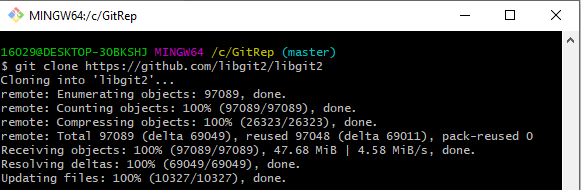 MINGW64:/c/GitRep
16029@DESKTOP-3OBKSHJ MINGW64 /c/GitRep (master)
$ git clone https://github.com/libgit2/libgit2
Cloning into 'libgit2'...
remote: Enumerating objects: 97089, done.
remote: Counting objects: 100% (97089/97089), done.
remote: Compressing objects: 100% (26323/26323), done.
remote: Total 97089 (delta 69049), reused 97048 (delta 69011), pack-reused 0
Receiving objects: 100% (97089/97089), 47.68 MiB | 4.58 MiB/s, done.
Resolving deltas: 100% (69049/69049), done.
Updating files: 100% (10327/10327), done.